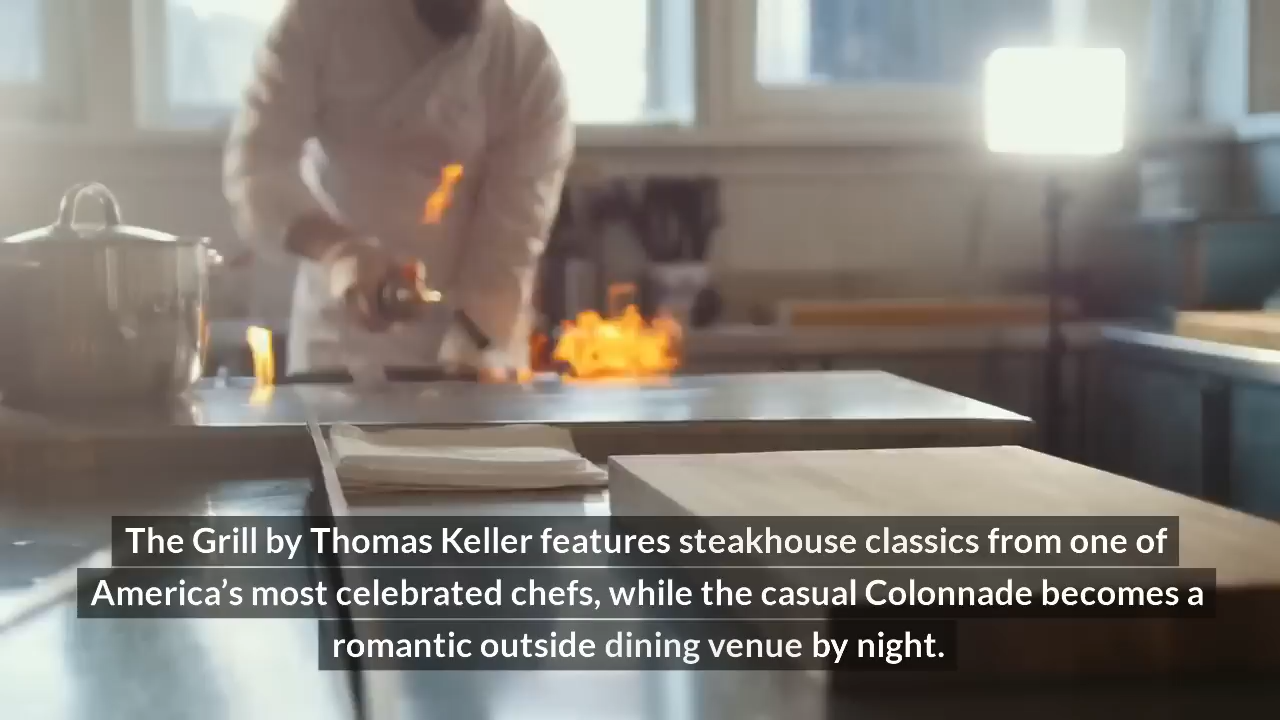 The Grill by Thomas Keller features steakhouse classics from one of
America’s most celebrated chefs, while the casual Colonnade becomes a
romantic outside dining venue by night.